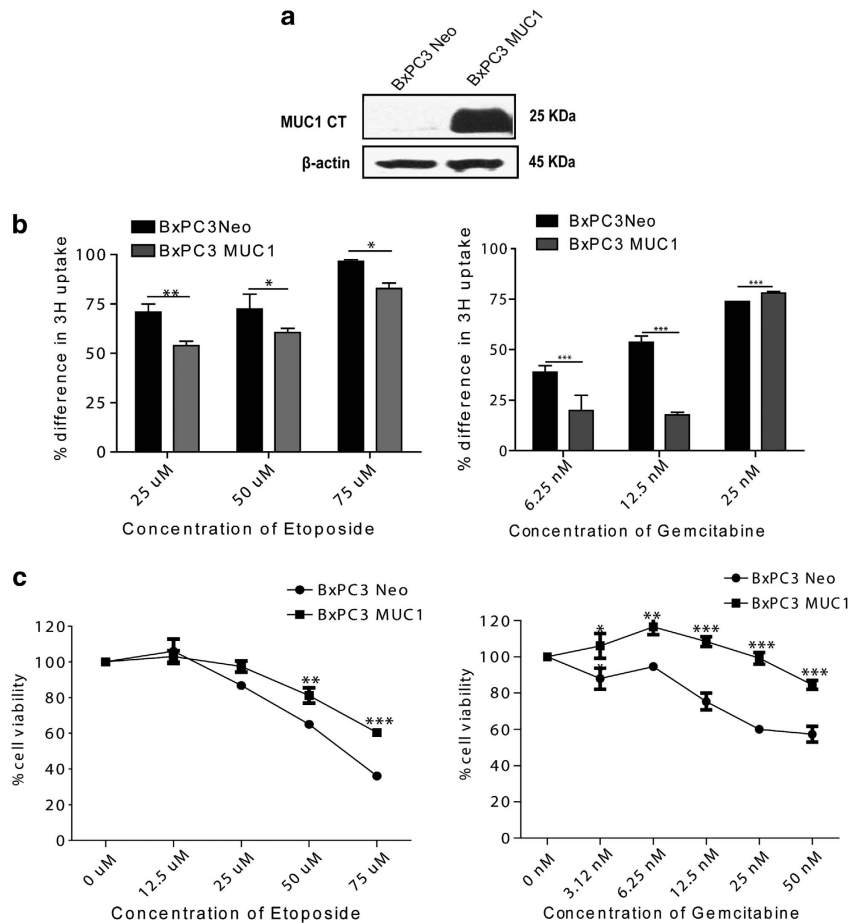 a
BxPC3 Neo
BxPC3 MUC1
MUC1 CT
25 KDa
β-actin
45 KDa
b
BxPC3Neo
BxPC3 MUC1
% difference in 3H uptake
100
75
50
25
0
**
*
*
25 uM
50 uM
75 uM
Concentration of Etoposide
BxPC3Neo
BxPC3 MUC1
% difference in 3H uptake
100
75
50
25
0
***
***
***
6.25 nM
12.5 nM
25 nM
Concentration of Gemcitabine
c
BxPC3 Neo
BxPC3 MUC1
% cell viability
120
100
80
60
40
20
0
**
***
0 uM
12.5 uM
25 uM
50 uM
75 uM
Concentration of Etoposide
BxPC3 Neo
BxPC3 MUC1
% cell viability
120
100
80
60
40
20
0
*
**
***
***
***
*
0 nM
3.12 nM
6.25 nM
12.5 nM
25 nM
50 nM
Concentration of Gemcitabine